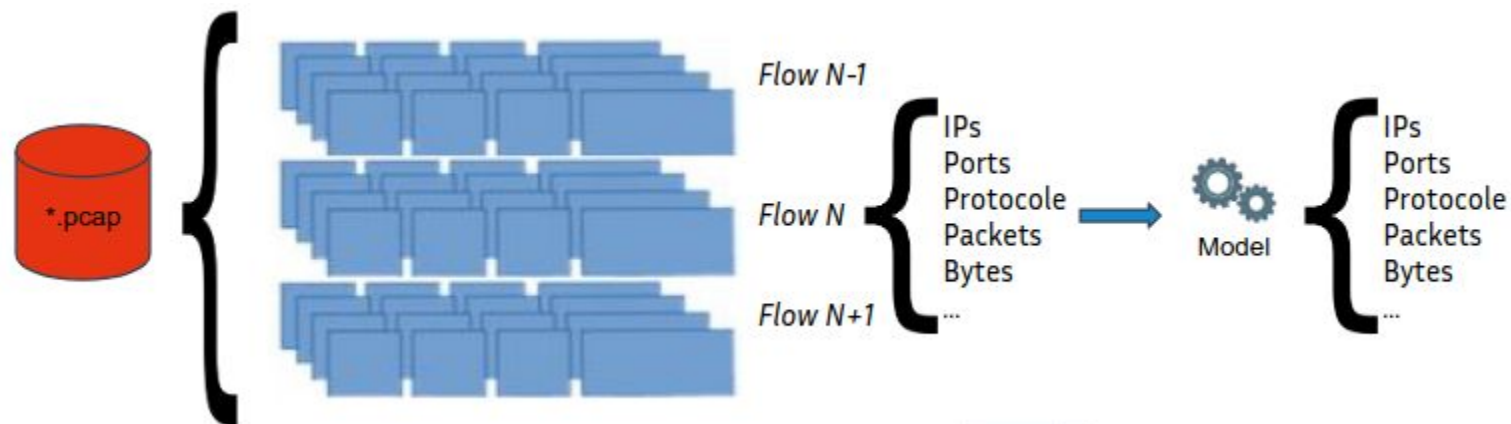 *.pcap
Flow N-1
Flow N
Flow N+1
IPs
Ports
Protocole
Packets
Bytes
...
Model
IPs
Ports
Protocole
Packets
Bytes
...